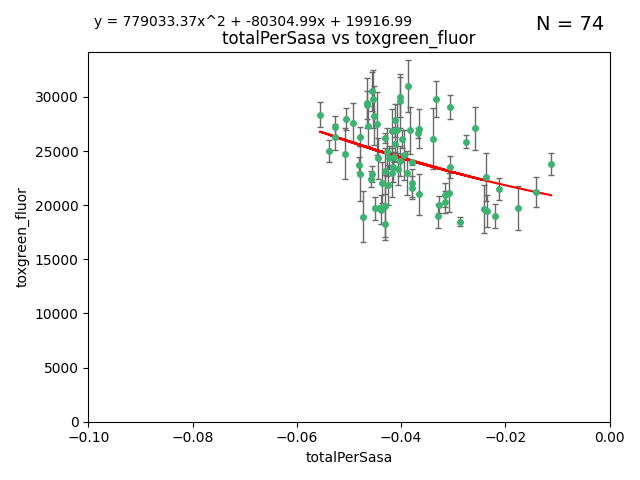 y = 779033.37x^2 + -80304.99x + 19916.99
N = 74
totalPerSasa vs toxgreen_fluor
30000
25000
20000
15000
10000
5000
0
toxgreen_fluor
−0.10 −0.08 −0.06 −0.04 −0.02 0.00
totalPerSasa